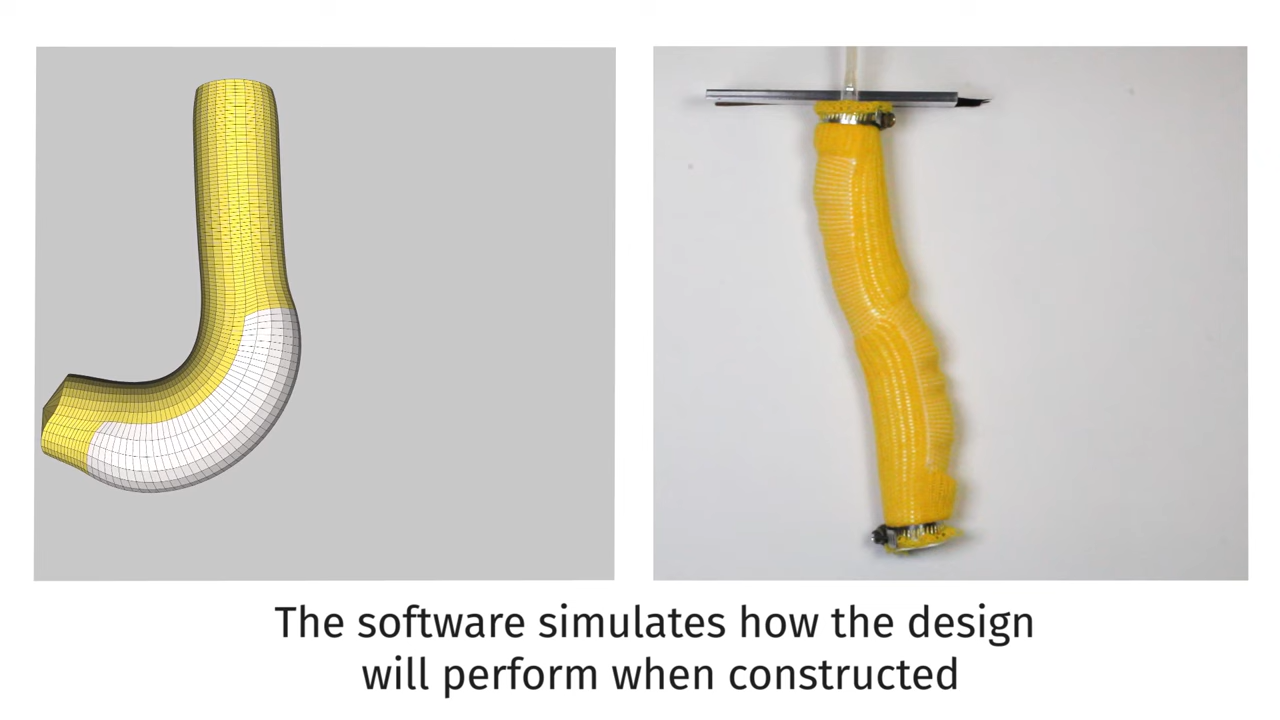 The software simulates how the design
will perform when constructed